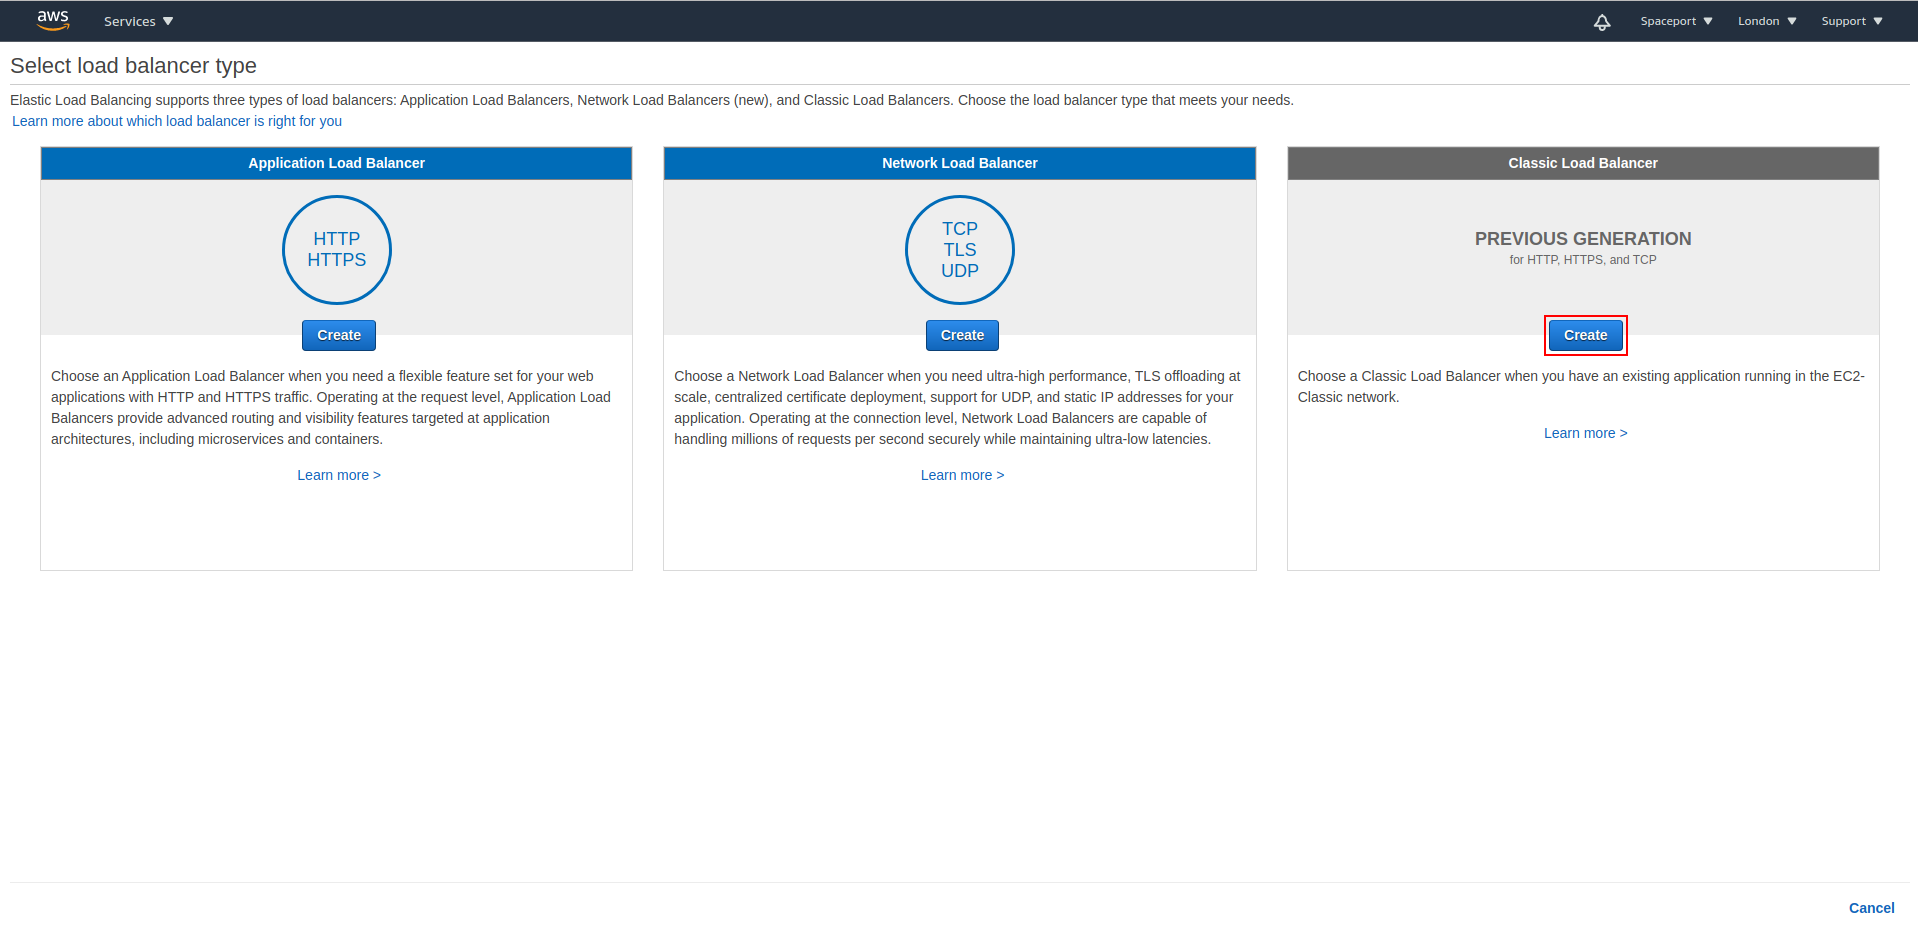 aws
Services
Spaceport
London
Support
Select load balancer type
Elastic Load Balancing supports three types of load balancers: Application Load Balancers, Network Load Balancers (new), and Classic Load Balancers. Choose the load balancer type that meets your needs.
Learn more about which load balancer is right for you
Application Load Balancer
HTTP
HTTPS
Create
Choose an Application Load Balancer when you need a flexible feature set for your web
applications with HTTP and HTTPS traffic. Operating at the request level, Application Load
Balancers provide advanced routing and visibility features targeted at application
architectures, including microservices and containers.
Learn more >
Network Load Balancer
TCP
TLS
UDP
Create
Choose a Network Load Balancer when you need ultra-high performance, TLS offloading at
scale, centralized certificate deployment, support for UDP, and static IP addresses for your
application. Operating at the connection level, Network Load Balancers are capable of
handling millions of requests per second securely while maintaining ultra-low latencies.
Learn more >
Classic Load Balancer
PREVIOUS GENERATION
for HTTP, HTTPS, and TCP
Create
Choose a Classic Load Balancer when you have an existing application running in the EC2-
Classic network.
Learn more >
Cancel